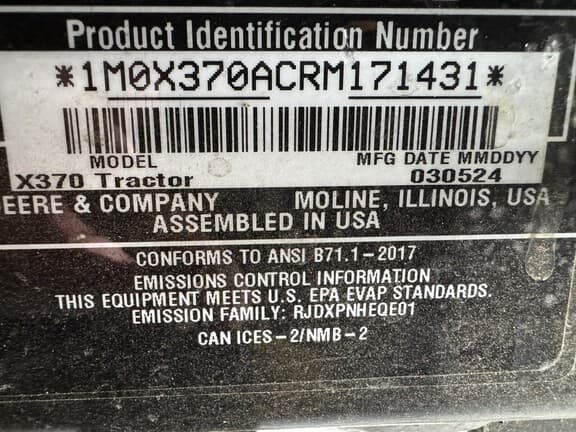 Product Identification Number
*1M0X370ACRM171431*
MODEL MFG DATE MMDDYY
X370 Tractor 030524
EERE & COMPANY MOLINE, ILLINOIS, USA
ASSEMBLED IN USA
CONFORMS TO ANSI B71.1-2017
EMISSIONS CONTROL INFORMATION
THIS EQUIPMENT MEETS U.S. EPA EVAP STANDARDS.
EMISSION FAMILY: RJDXPNHEQE01
CAN ICES-2/NMB-2